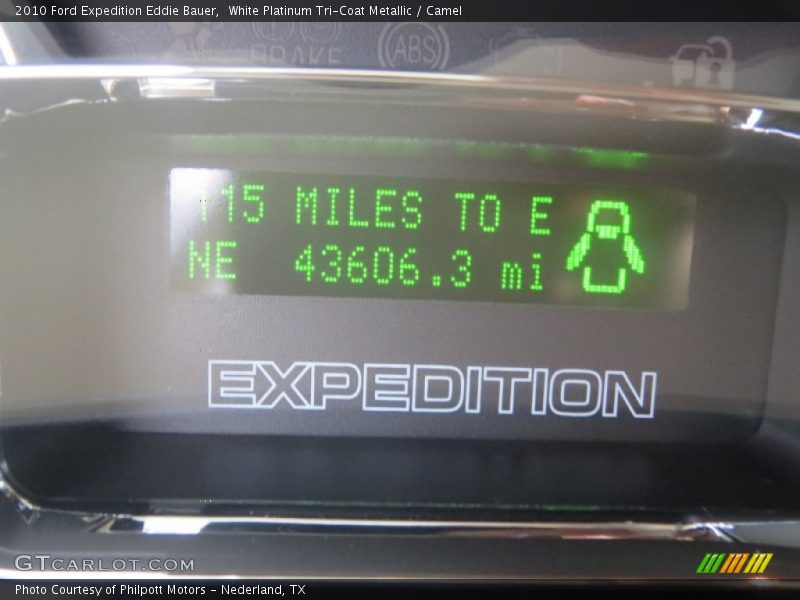 2010 Ford Expedition Eddie Bauer, White Platinum Tri-Coat Metallic / Camel
BRAKE
ABS
115 MILES TO E
NE 43606.3 mi
EXPEDITION
GTCARLOT.COM
Photo Courtesy of Philpott Motors - Nederland, TX